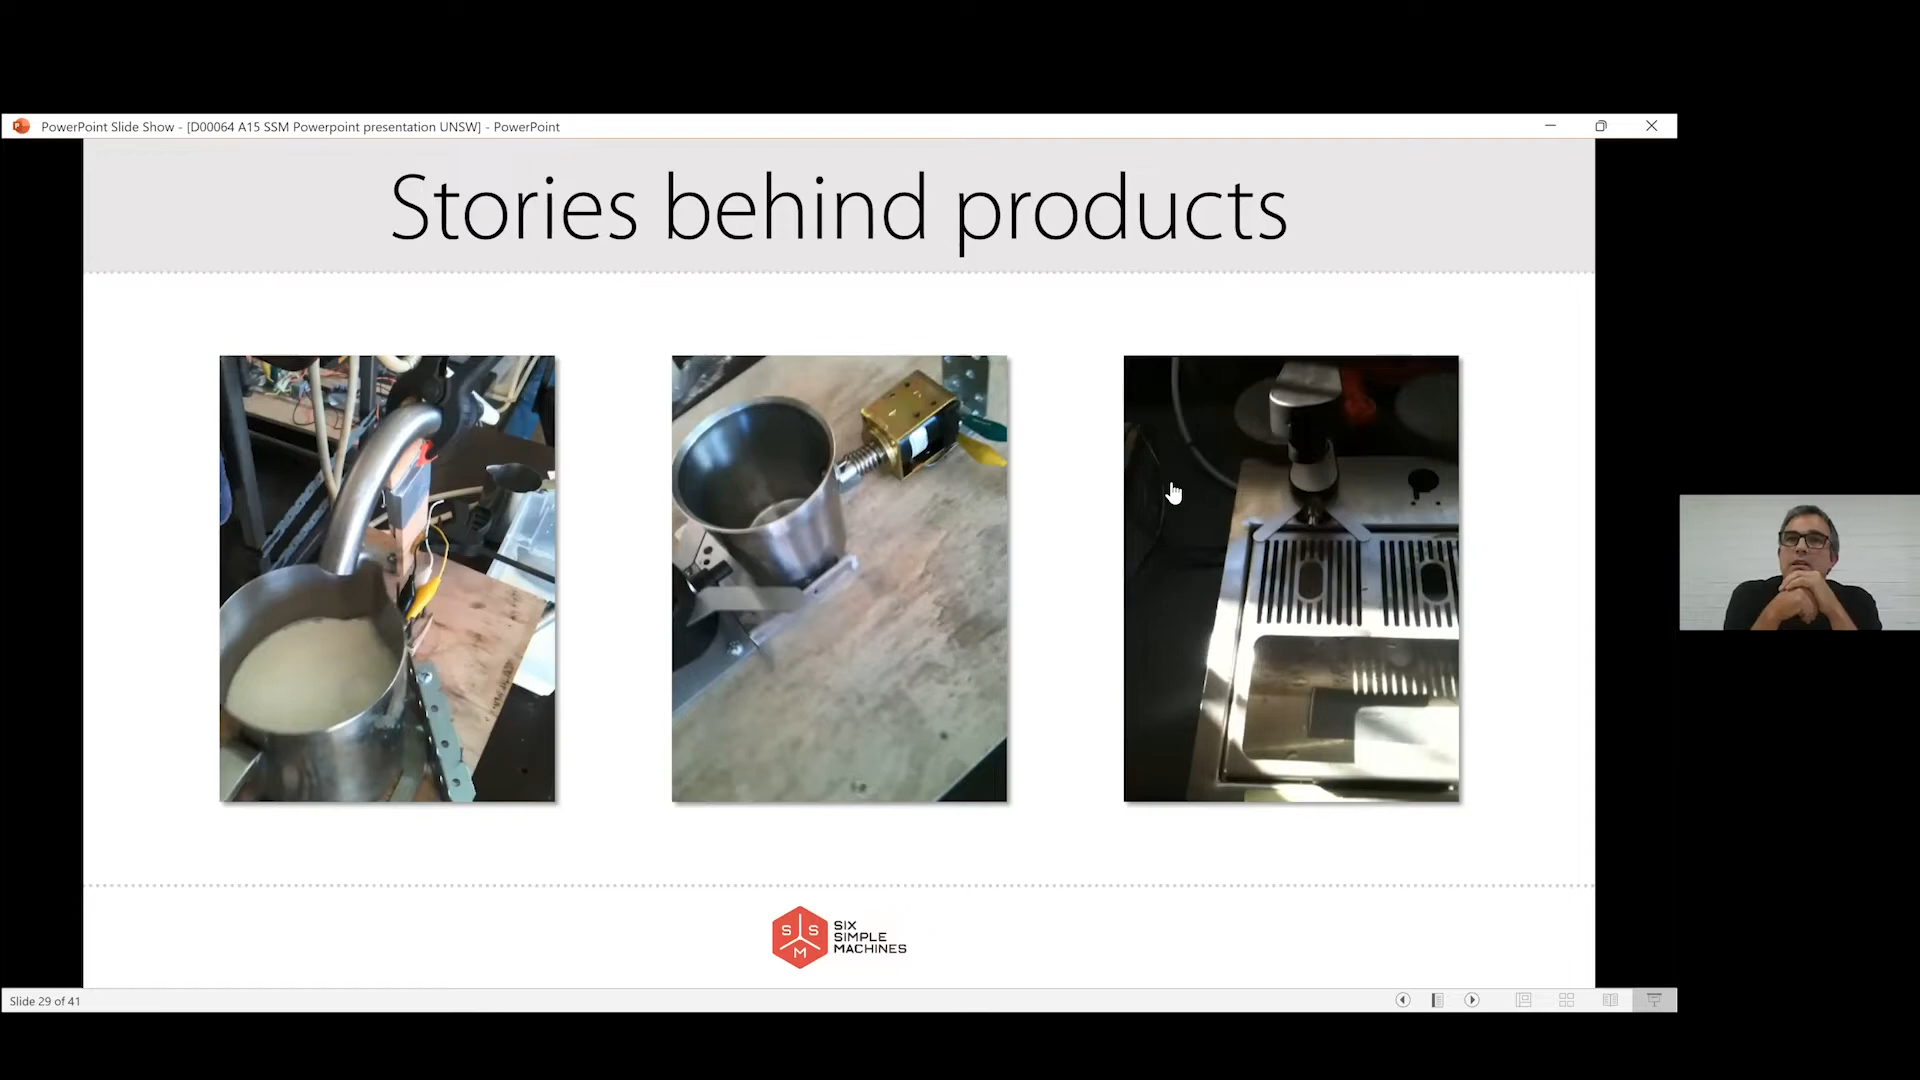 PowerPoint Slide Show - [D00064 A15 SSM Powerpoint presentation UNSW] - PowerPoint
Stories behind products
S S M
SIX
SIMPLE
MACHINES
Slide 29 of 41